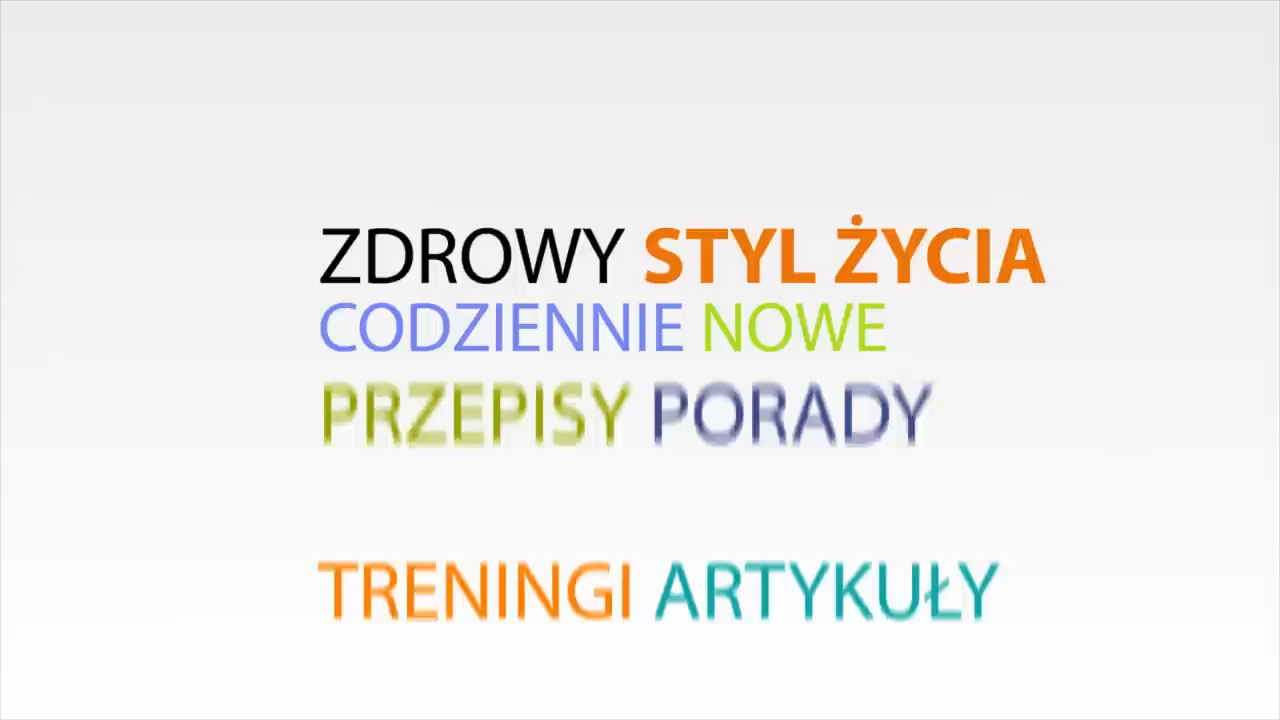 ZDROWY STYL ŻYCIA
CODZIENNIE NOWE
PRZEPISY PORADY
TRENINGI ARTYKUŁY